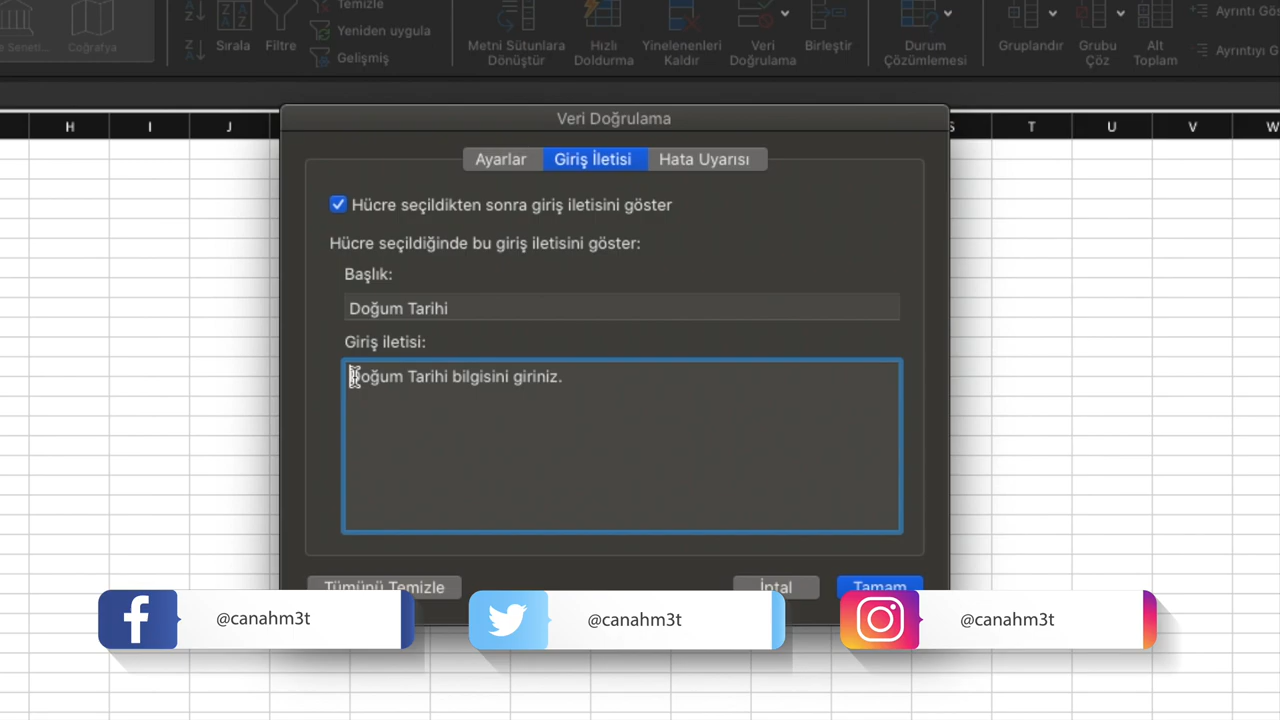 Temizle
Yeniden uygula
Gelişmiş
Coğrafya
Sırala
Filtre
Metni Sütunlara
Dönüştür
Hızlı
Doldurma
Yinelenenleri
Kaldır
Veri
Doğrulama
Birleştir
Durum
Çözümlemesi
Gruplandır
Grubu
Çöz
Alt
Toplam
Ayrıntı Gös
Ayrıntıyı G
H I J S T U V W
Veri Doğrulama
Ayarlar Giriş İletisi Hata Uyarısı
Hücre seçildikten sonra giriş iletisini göster
Hücre seçildiğinde bu giriş iletisini göster:
Başlık:
Doğum Tarihi
Giriş iletisi:
Doğum Tarihi bilgisini giriniz.
Tümünü Temizle İptal Tamam
@canahm3t @canahm3t @canahm3t